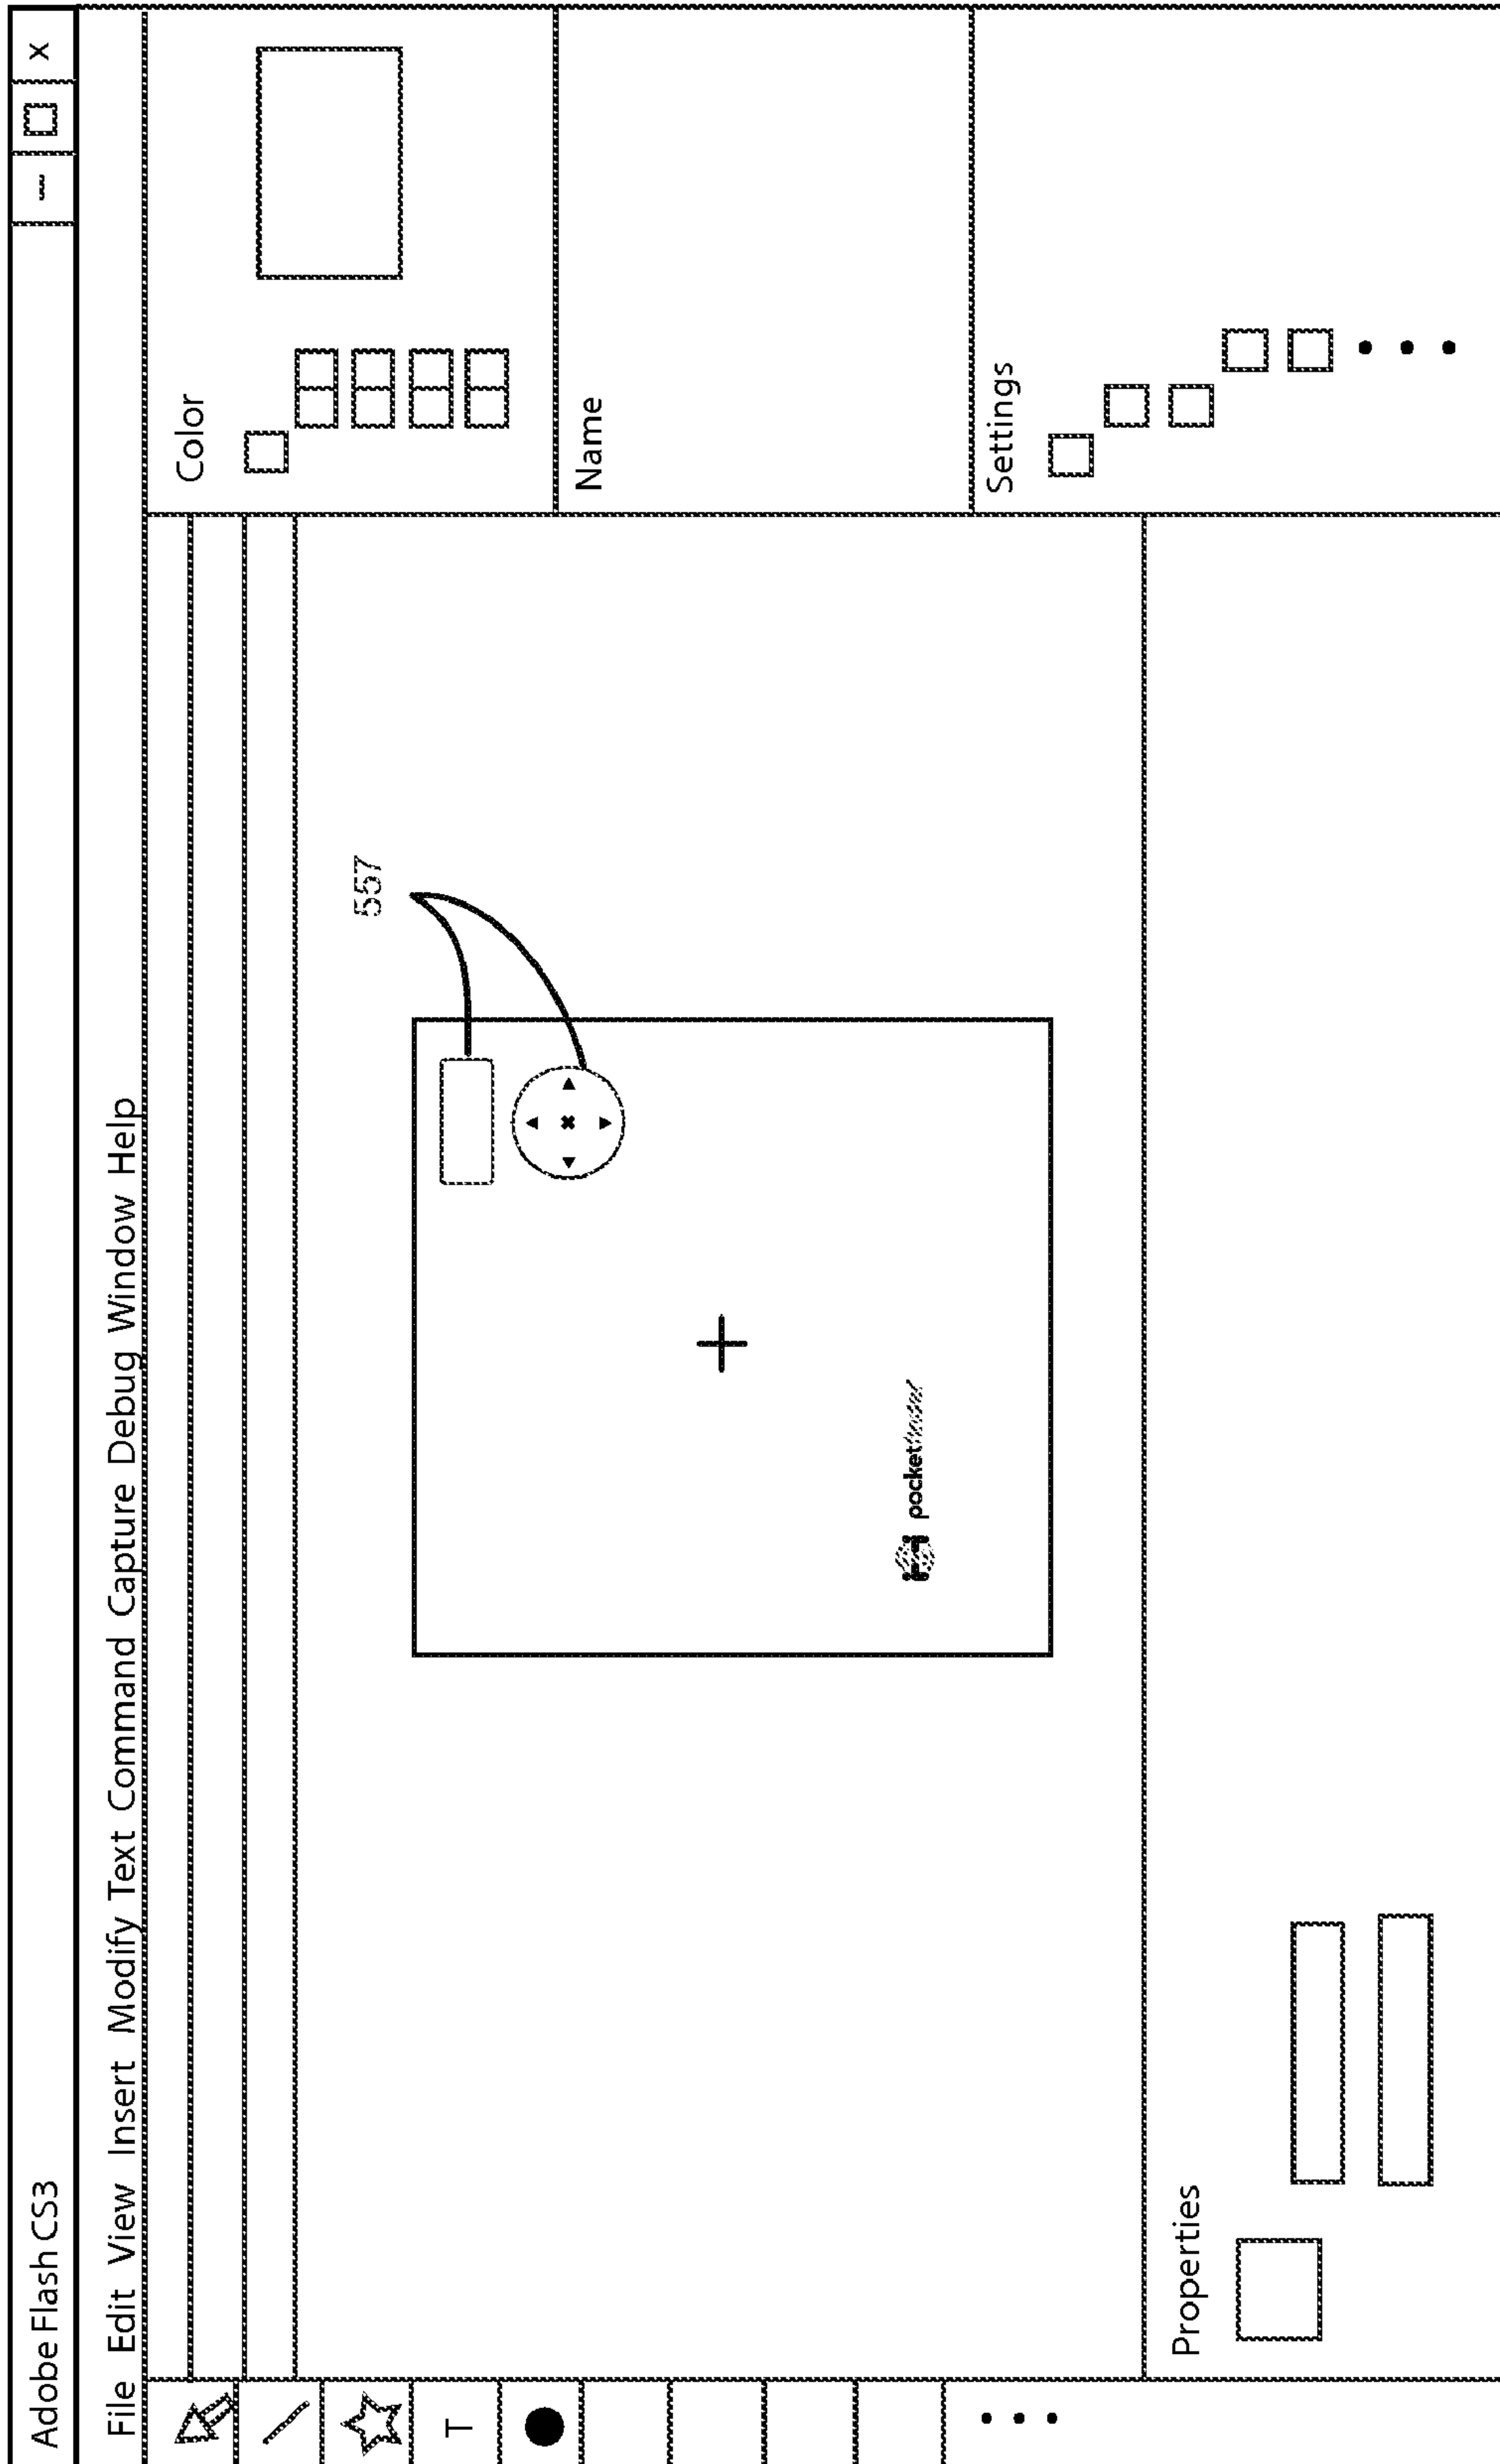 Adobe Flash CS3
x
File Edit View Insert Modify Text Command Capture Debug Window Help
Color
T
557
Name
pocketfinder
Settings
Properties